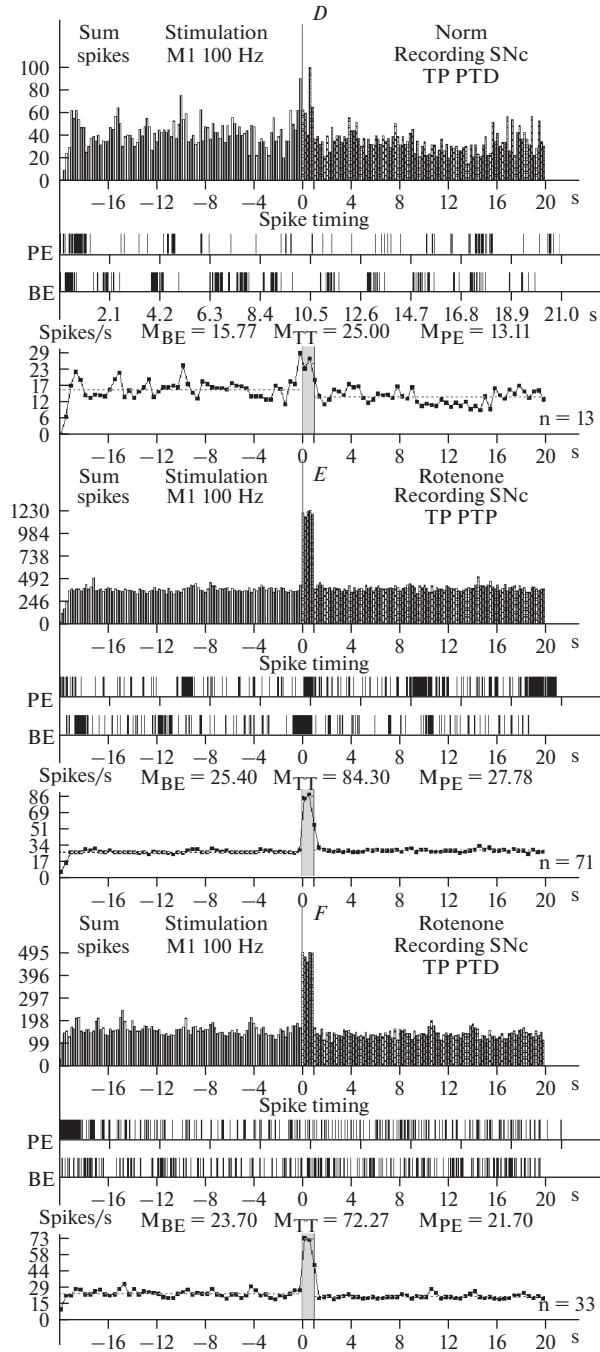 D
Sum Stimulation Norm
spikes M1 100 Hz Recording SNc
TP PTD
100
80
60
40
20
0
−16 −12 −8 −4 0 4 8 12 16 20 s
Spike timing
PE
BE
2.1 4.2 6.3 8.4 10.5 12.6 14.7 16.8 18.9 21.0 s
Spikes/s MBE = 15.77 MTT = 25.00 MPE = 13.11
29
23
17
12
6
0
n = 13
−16 −12 −8 −4 0 4 8 12 16 20 s
E
Sum Stimulation Rotenone
spikes M1 100 Hz Recording SNc
TP PTP
1230
984
738
492
246
0
−16 −12 −8 −4 0 4 8 12 16 20 s
Spike timing
PE
BE
−16 −12 −8 −4 0 4 8 12 16 20 s
Spikes/s MBE = 25.40 MTT = 84.30 MPE = 27.78
86
69
51
34
17
0
n = 71
−16 −12 −8 −4 0 4 8 12 16 20 s
F
Sum Stimulation Rotenone
spikes M1 100 Hz Recording SNc
TP PTD
495
396
297
198
99
0
−16 −12 −8 −4 0 4 8 12 16 20 s
Spike timing
PE
BE
−16 −12 −8 −4 0 4 8 12 16 20 s
Spikes/s MBE = 23.70 MTT = 72.27 MPE = 21.70
73
58
44
29
15
0
n = 33
−16 −12 −8 −4 0 4 8 12 16 20 s